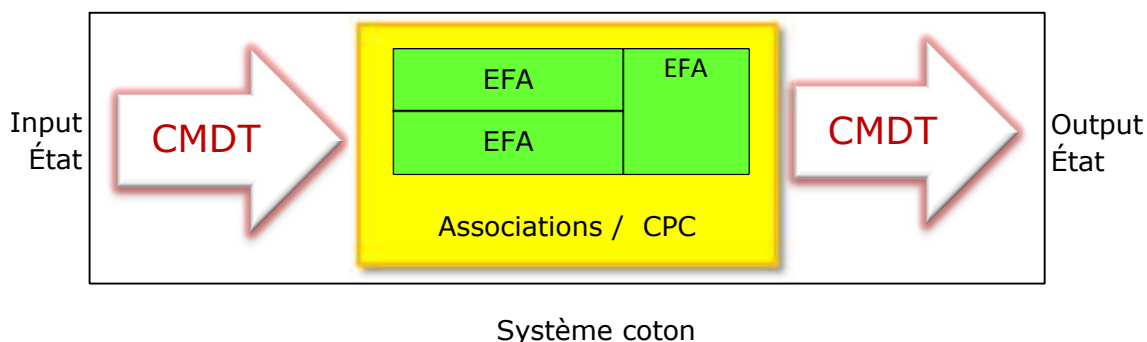 Input
État
CMDT
EFA
EFA
EFA
Associations / CPC
CMDT
Output
État
Système coton